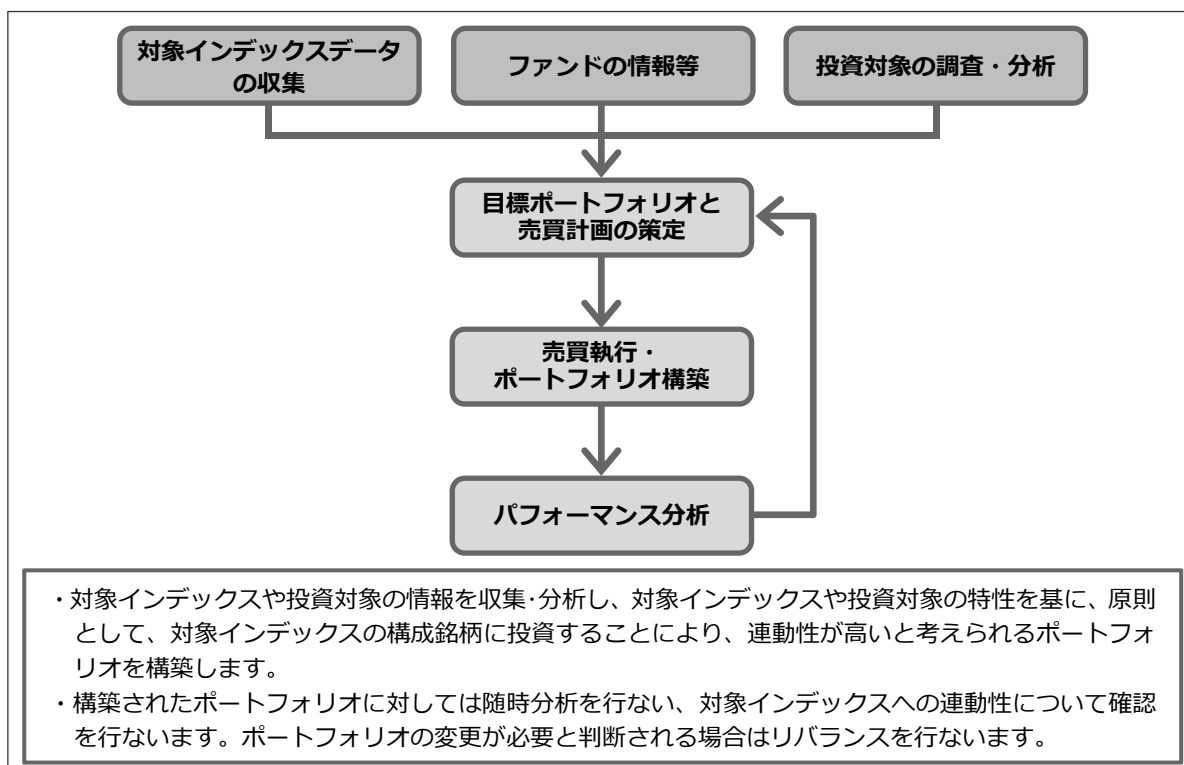 対象インデックスデータ
の収集
ファンドの情報等
投資対象の調査・分析
目標ポートフォリオと
売買計画の策定
売買執行・
ポートフォリオ構築
パフォーマンス分析
・対象インデックスや投資対象の情報を収集・分析し、対象インデックスや投資対象の特性を基に、原則
として、対象インデックスの構成銘柄に投資することにより、連動性が高いと考えられるポートフォ
リオを構築します。
・構築されたポートフォリオに対しては随時分析を行ない、対象インデックスへの連動性について確認
を行ないます。ポートフォリオの変更が必要と判断される場合はリバランスを行ないます。